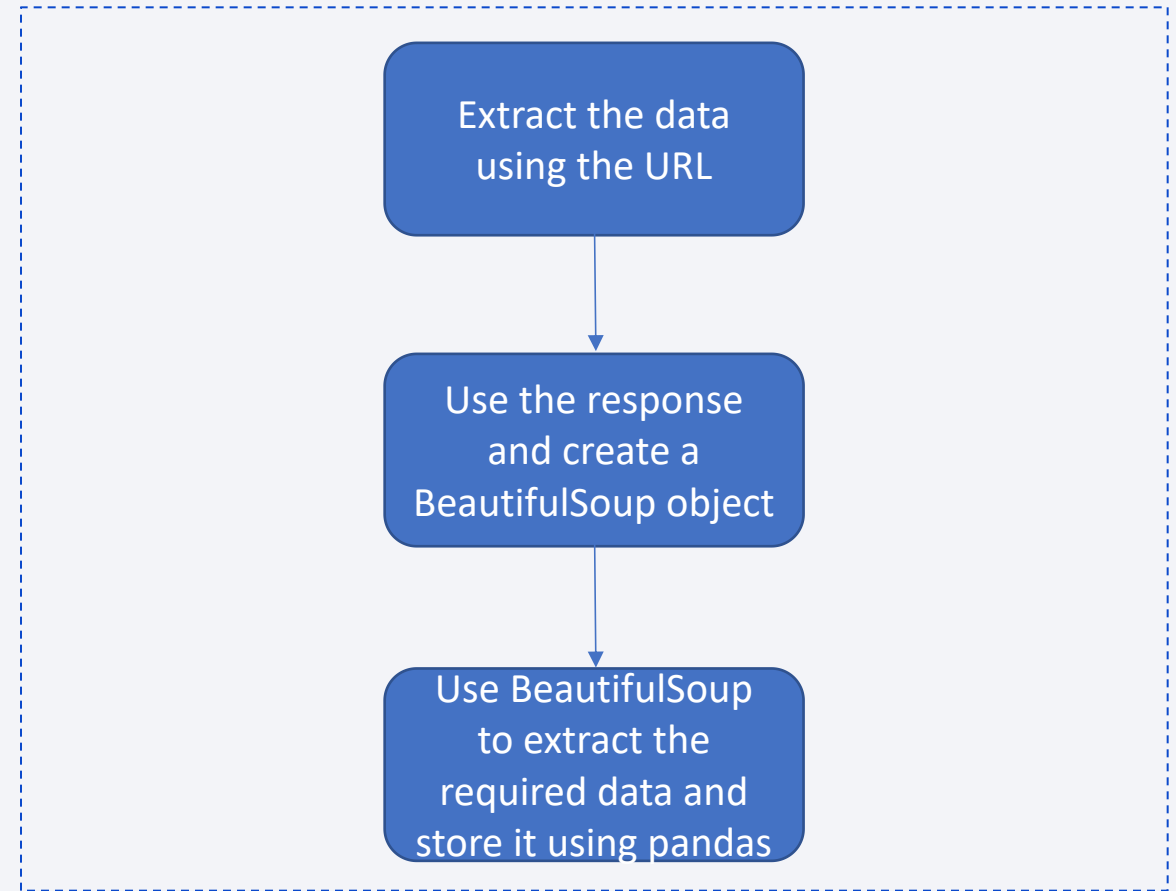 Extract the data
using the URL
Use the response
and create a
BeautifulSoup object
Use BeautifulSoup
to extract the
required data and
store it using pandas